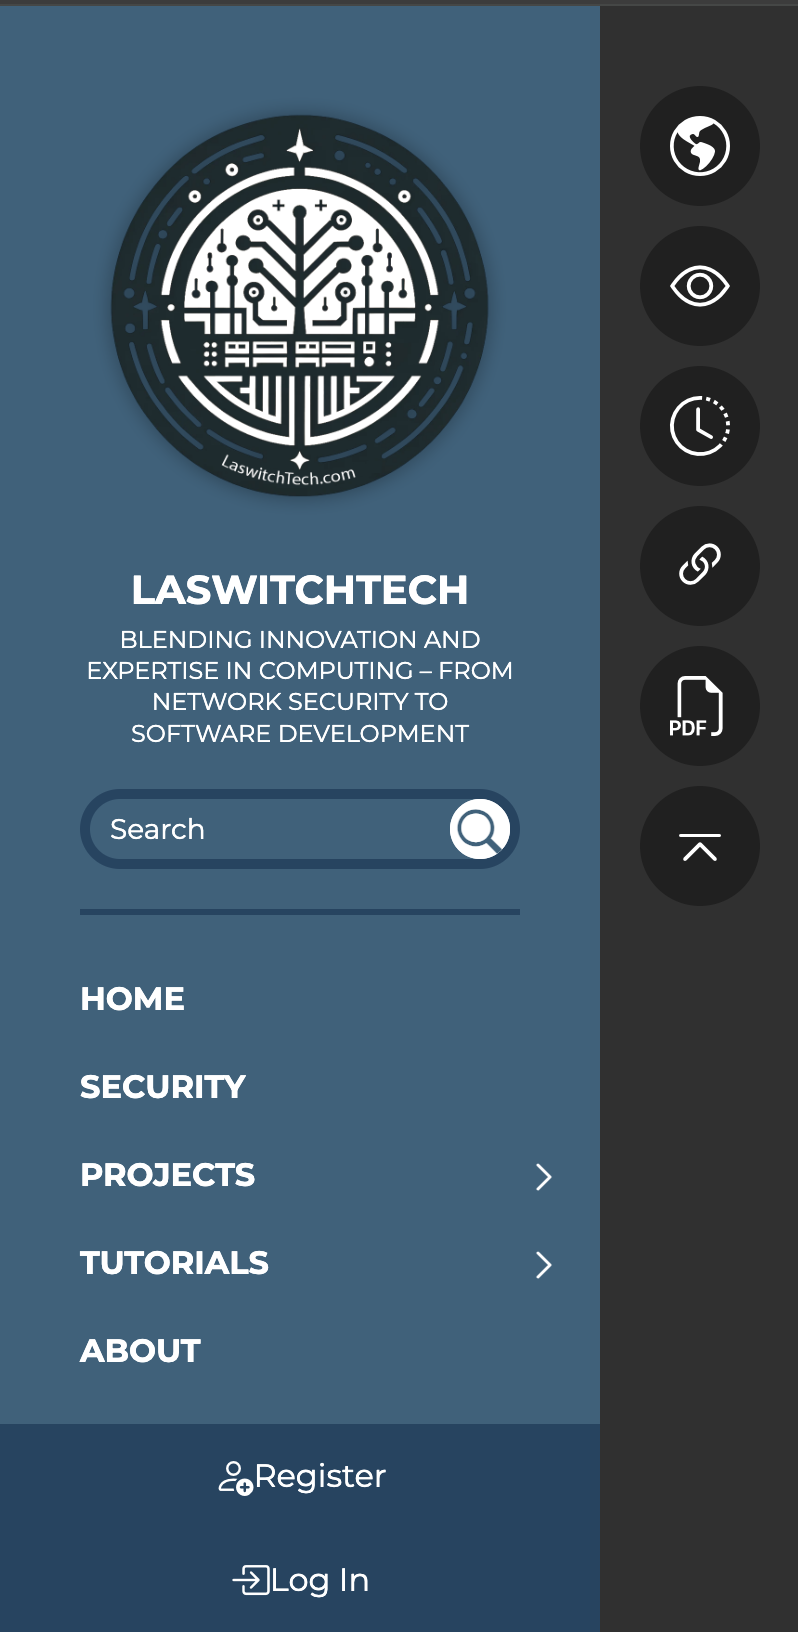 LaswitchTech.com
LASWITCHTECH
BLENDING INNOVATION AND
EXPERTISE IN COMPUTING – FROM
NETWORK SECURITY TO
SOFTWARE DEVELOPMENT
Search
HOME
SECURITY
PROJECTS
TUTORIALS
ABOUT
Register
Log In
PDF